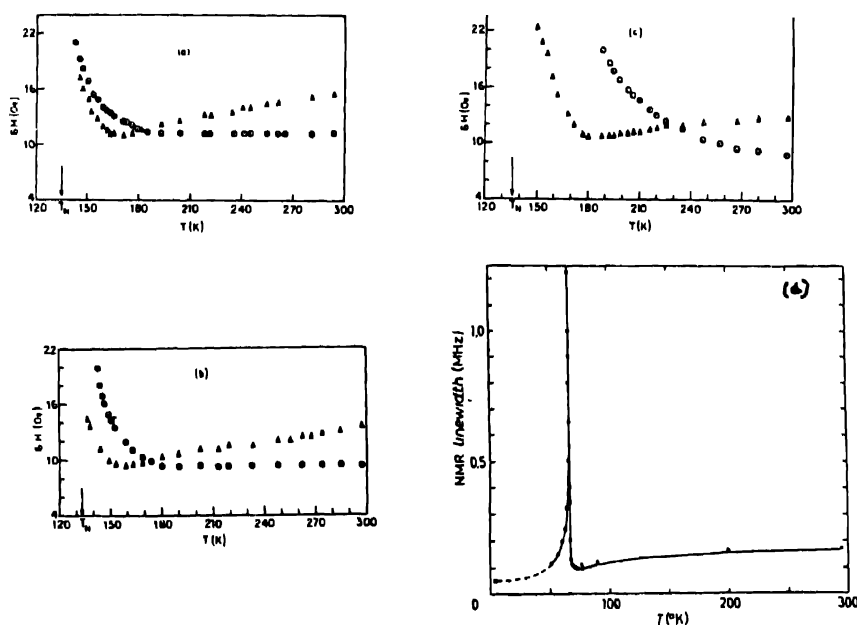 22
16
10
4
δH(Oe)
(a)
T_N
120 150 180 210 240 270 300
T(K)
22
16
10
4
δH(Oe)
(c)
T_N
120 150 180 210 240 270 300
T(K)
22
16
10
4
δH(Oe)
(b)
T_N
120 150 180 210 240 270 300
T(K)
(d)
1,0
0,5
0
NMR linewidth (MHz)
100 200 300
T(°K)